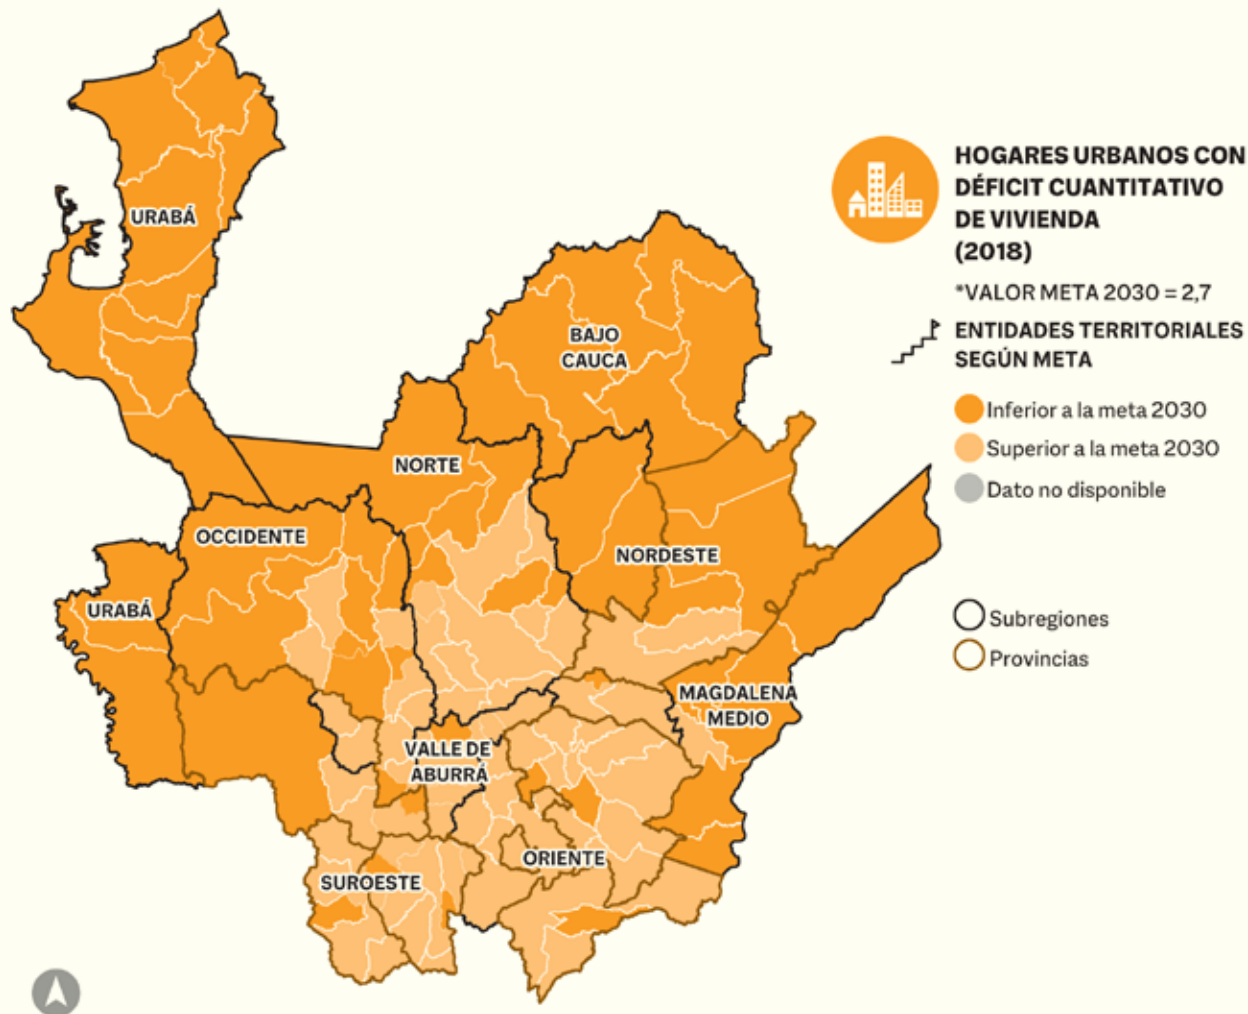 HOGARES URBANOS CON
DÉFICIT CUANTITATIVO
DE VIVIENDA
(2018)
*VALOR META 2030 = 2,7
ENTIDADES TERRITORIALES
SEGÚN META
Inferior a la meta 2030
Superior a la meta 2030
Dato no disponible
Subregiones
Provincias
URABÁ
BAJO
CAUCA
NORTE
OCCIDENTE
NORDESTE
URABÁ
MAGDALENA
MEDIO
VALLE DE
ABURRÁ
ORIENTE
SUROESTE